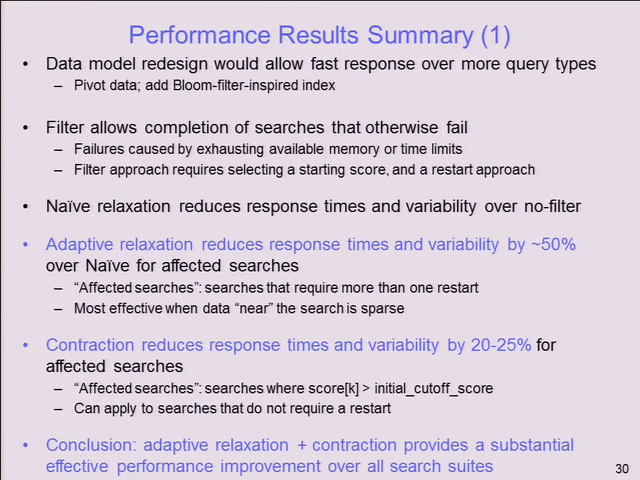 Performance Results Summary (1)
• Data model redesign would allow fast response over more query types
– Pivot data; add Bloom-filter-inspired index
• Filter allows completion of searches that otherwise fail
– Failures caused by exhausting available memory or time limits
– Filter approach requires selecting a starting score, and a restart approach
• Naïve relaxation reduces response times and variability over no-filter
• Adaptive relaxation reduces response times and variability by ~50%
over Naïve for affected searches
– “Affected searches”: searches that require more than one restart
– Most effective when data “near” the search is sparse
• Contraction reduces response times and variability by 20-25% for
affected searches
– “Affected searches”: searches where score[k] > initial_cutoff_score
– Can apply to searches that do not require a restart
• Conclusion: adaptive relaxation + contraction provides a substantial
effective performance improvement over all search suites
30